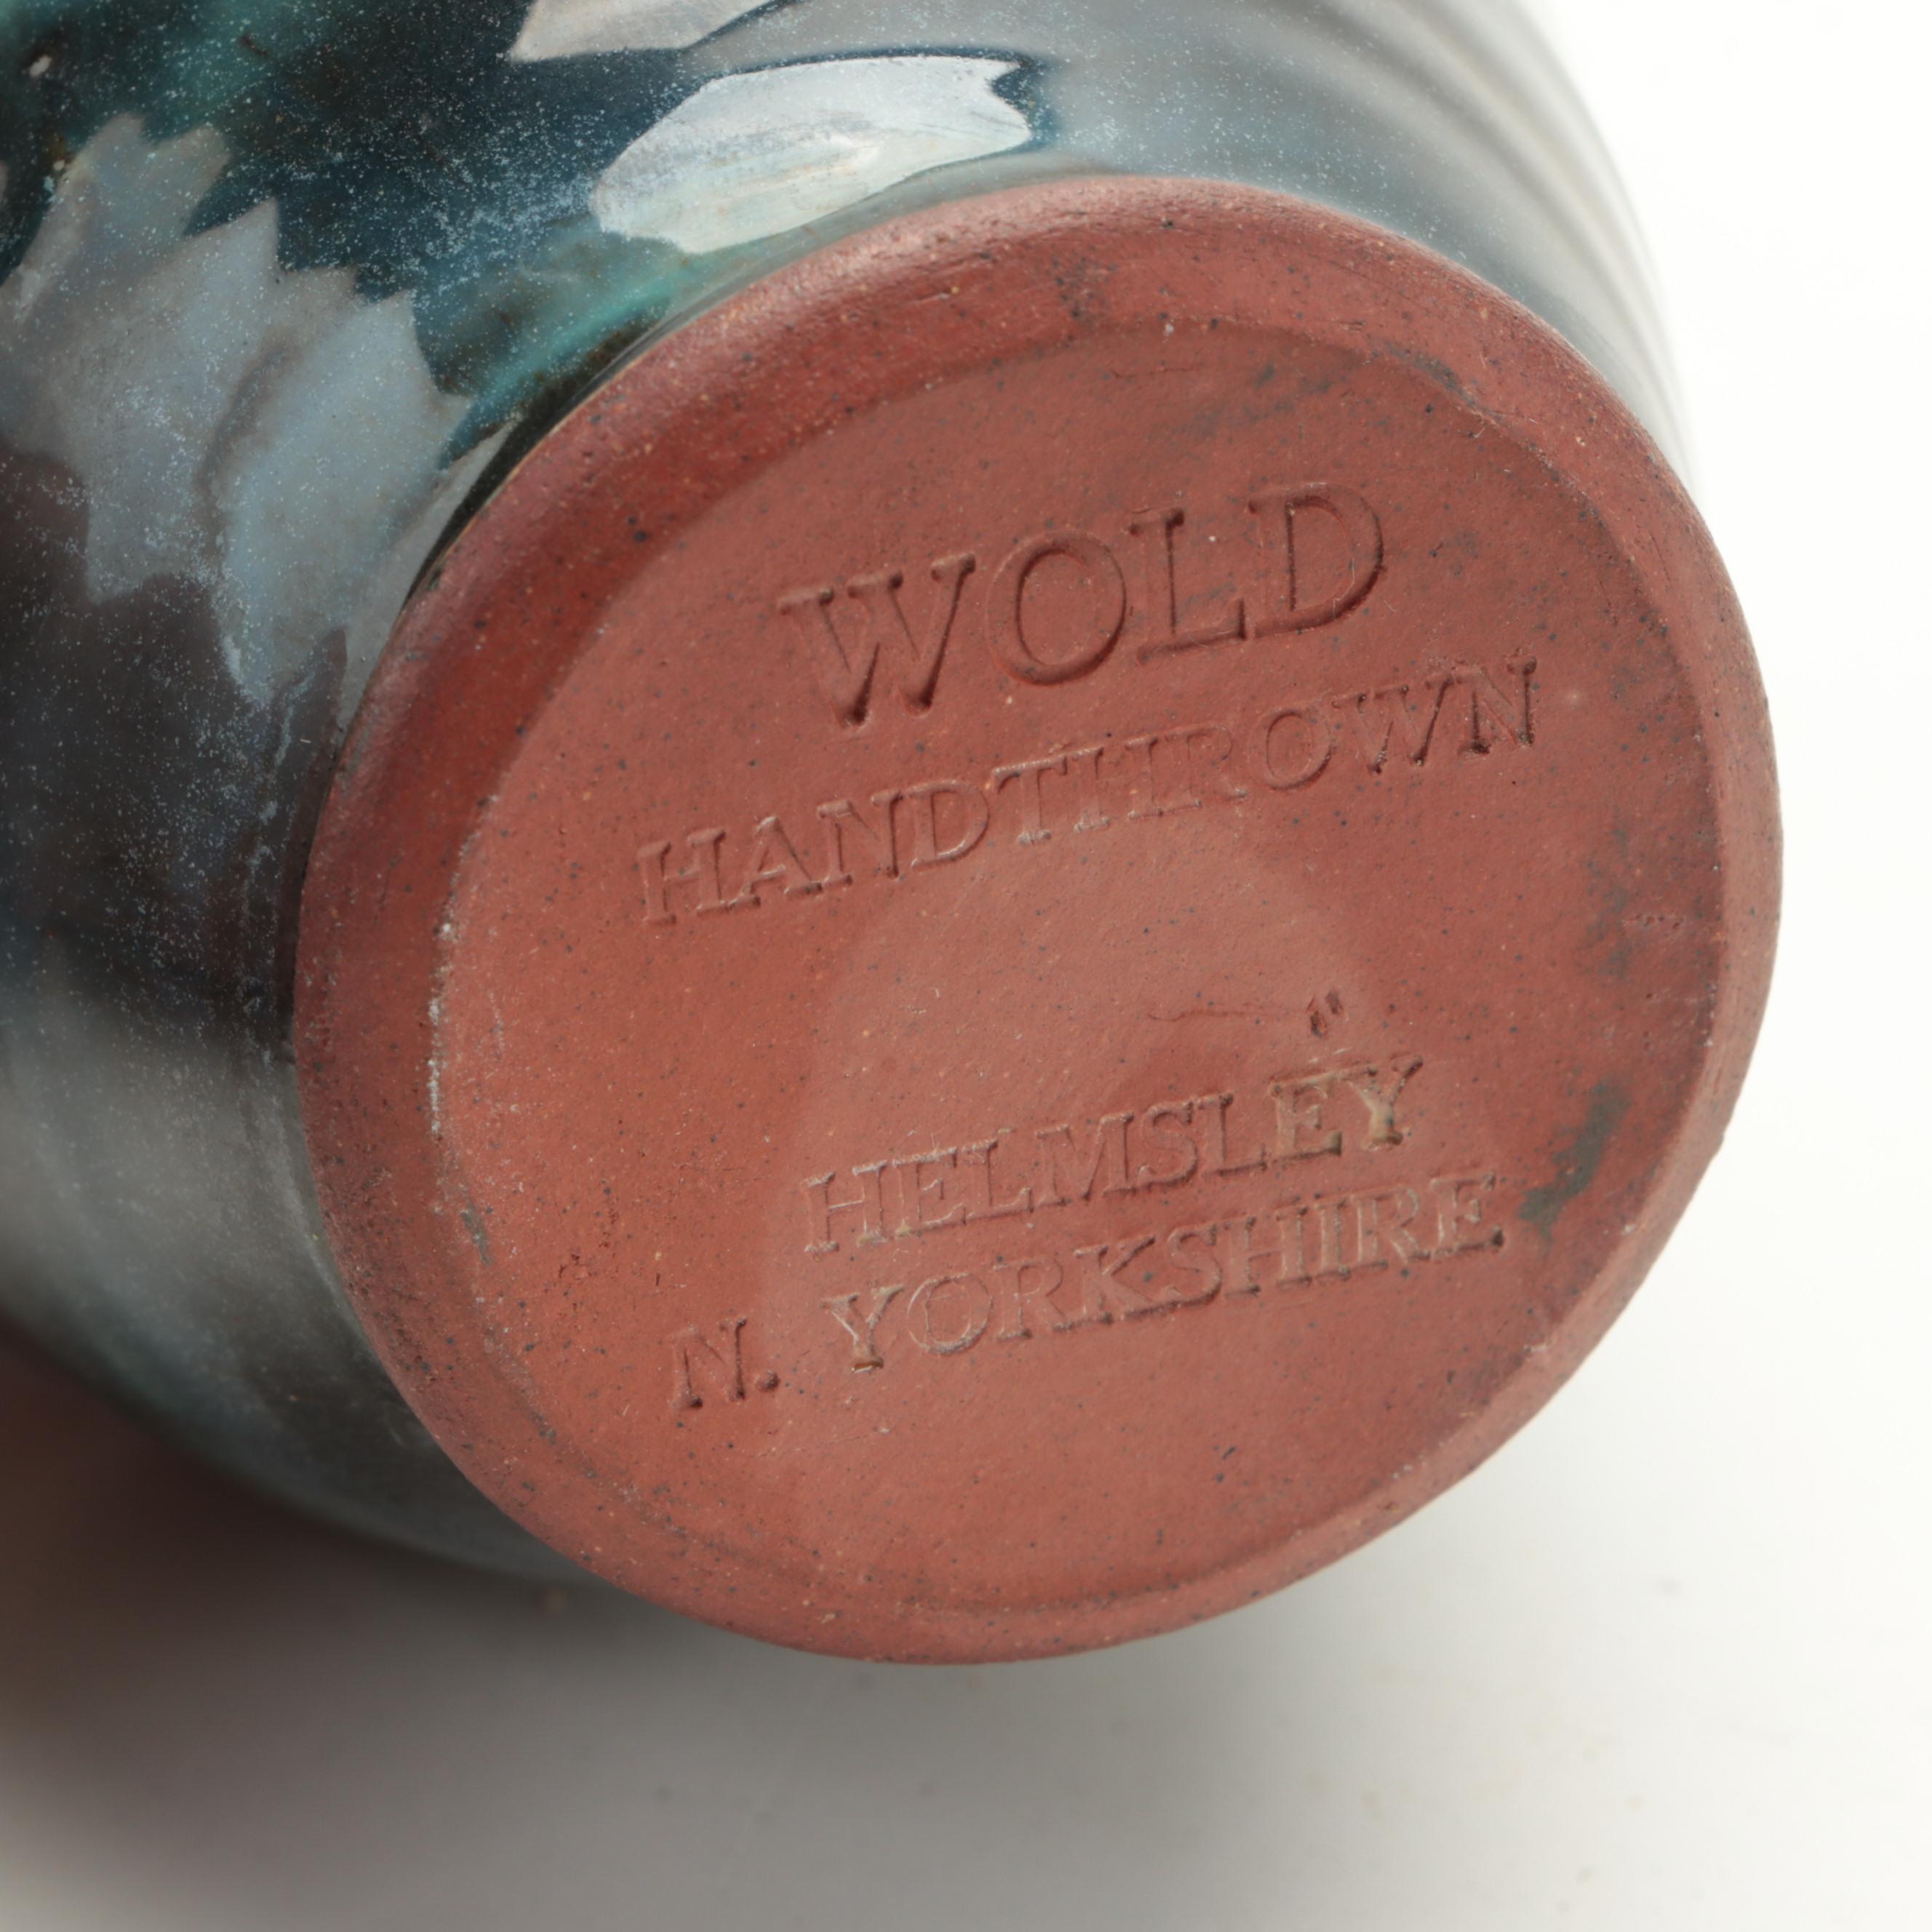 WOLD
HANDTHROWN
HELMSLEY
N. YORKSHIRE